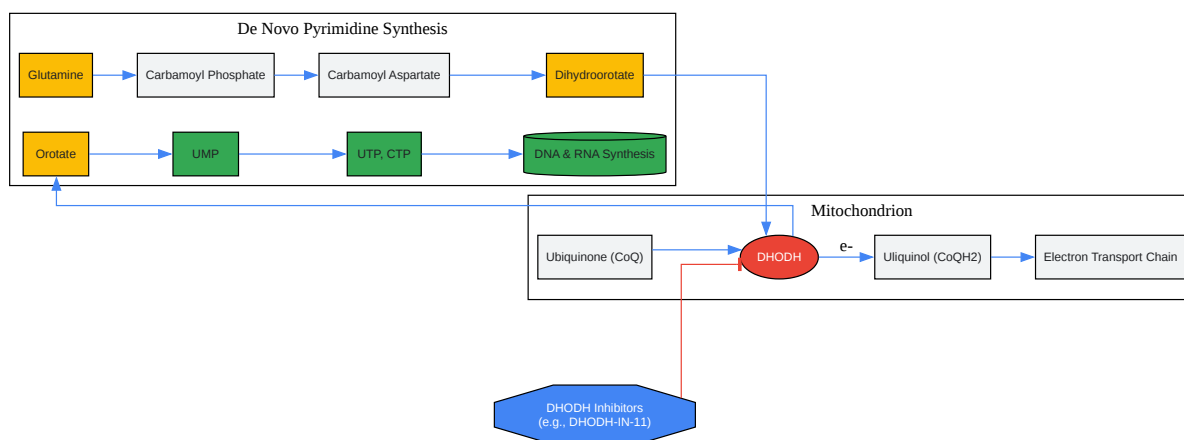 De Novo Pyrimidine Synthesis
Glutamine
Carbamoyl Phosphate
Carbamoyl Aspartate
Dihydroorotate
Orotate
UMP
UTP, CTP
DNA & RNA Synthesis
Mitochondrion
Ubiquinone (CoQ)
DHODH
e-
Uliquinol (CoQH2)
Electron Transport Chain
DHODH Inhibitors
(e.g., DHODH-IN-11)